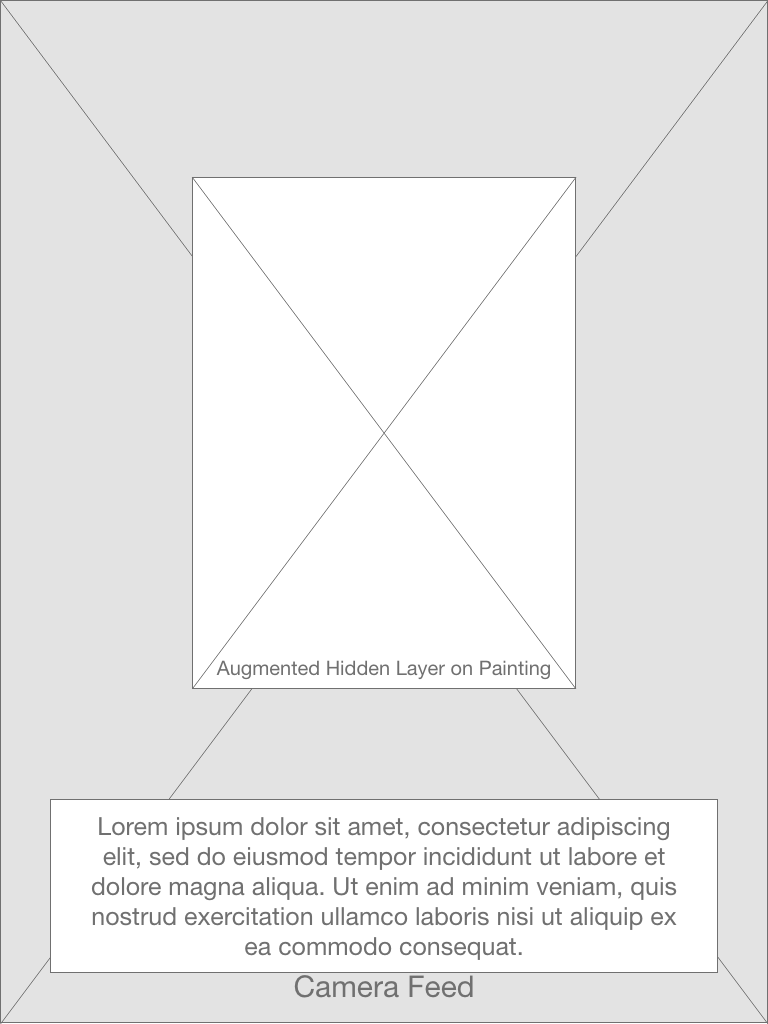 Augmented Hidden Layer on Painting
Lorem ipsum dolor sit amet, consectetur adipiscing
elit, sed do eiusmod tempor incididunt ut labore et
dolore magna aliqua. Ut enim ad minim veniam, quis
nostrud exercitation ullamco laboris nisi ut aliquip ex
ea commodo consequat.
Camera Feed